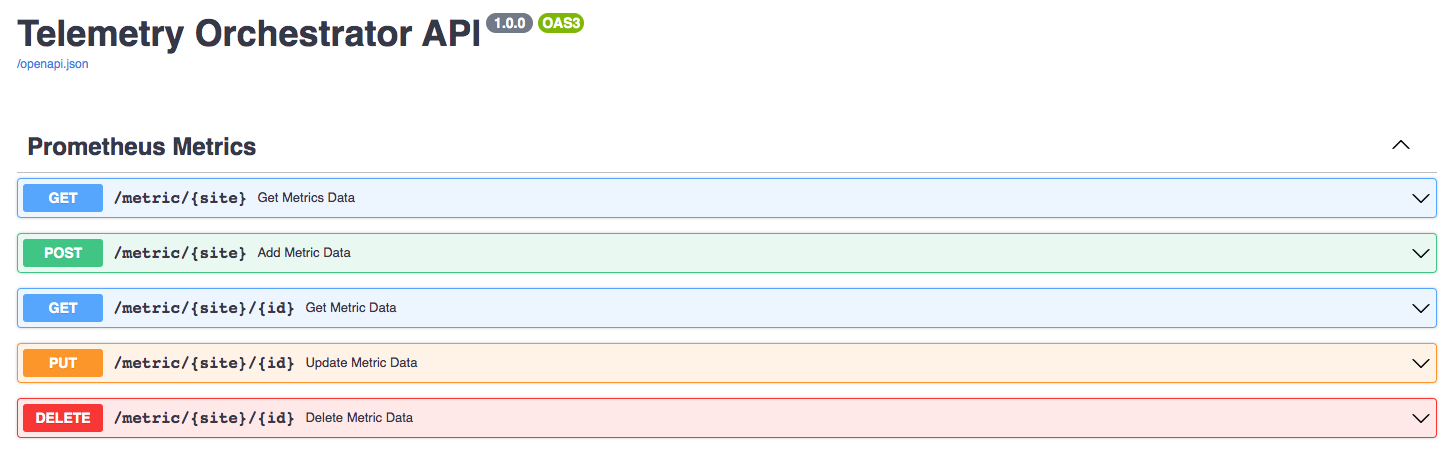 Telemetry Orchestrator API 1.0.0 OAS3
/openapi.json
Prometheus Metrics
GET /metric/{site} Get Metrics Data
POST /metric/{site} Add Metric Data
GET /metric/{site}/{id} Get Metric Data
PUT /metric/{site}/{id} Update Metric Data
DELETE /metric/{site}/{id} Delete Metric Data